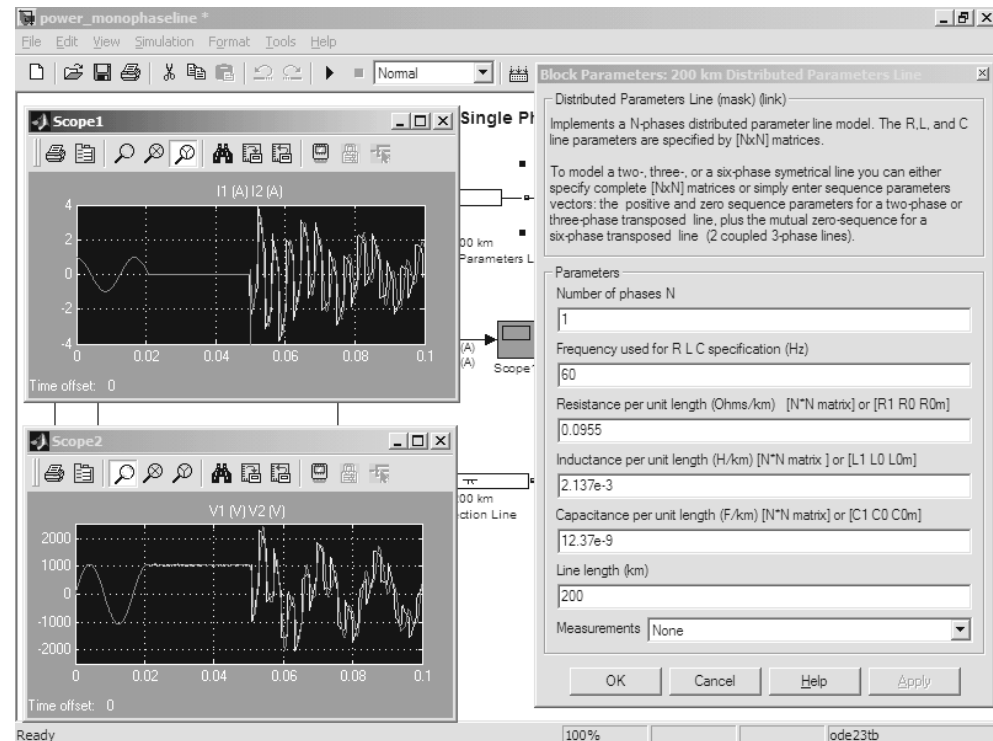 power_monophaseline *
File Edit View Simulation Format Tools Help
Normal
Scope1
I1 (A) I2 (A)
4
2
0
-2
-4
0 0.02 0.04 0.06 0.08 0.1
Time offset: 0
Single Ph
00 km
Parameters L
(A)
(A)
Scope1
Scope2
V1 (V) V2 (V)
2000
1000
0
-1000
-2000
0 0.02 0.04 0.06 0.08 0.1
Time offset: 0
200 km
ction Line
Block Parameters: 200 km Distributed Parameters Line
Distributed Parameters Line (mask) (link)
Implements a N-phases distributed parameter line model. The R,L, and C
line parameters are specified by [NxN] matrices.
To model a two-, three-, or a six-phase symetrical line you can either
specify complete [NxN] matrices or simply enter sequence parameters
vectors: the positive and zero sequence parameters for a two-phase or
three-phase transposed line, plus the mutual zero-sequence for a
six-phase transposed line (2 coupled 3-phase lines).
Parameters
Number of phases N
1
Frequency used for R L C specification (Hz)
60
Resistance per unit length (Ohms/km) [N*N matrix] or [R1 R0 R0m]
0.0955
Inductance per unit length (H/km) [N*N matrix ] or [L1 L0 L0m]
2.137e-3
Capacitance per unit length (F/km) [N*N matrix] or [C1 C0 C0m]
12.37e-9
Line length (km)
200
Measurements None
OK Cancel Help Apply
Ready 100% ode23tb